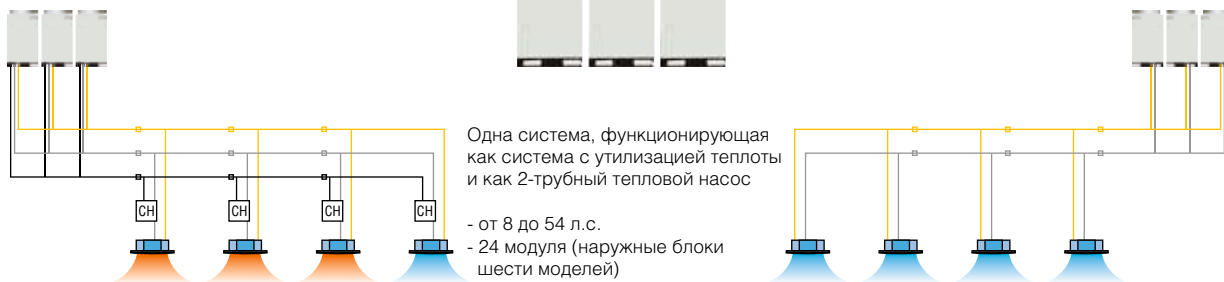 Одна система, функционирующая
как система с утилизацией теплоты
и как 2-трубный тепловой насос
- от 8 до 54 л.с.
- 24 модуля (наружные блоки
шести моделей)
CH CH CH CH